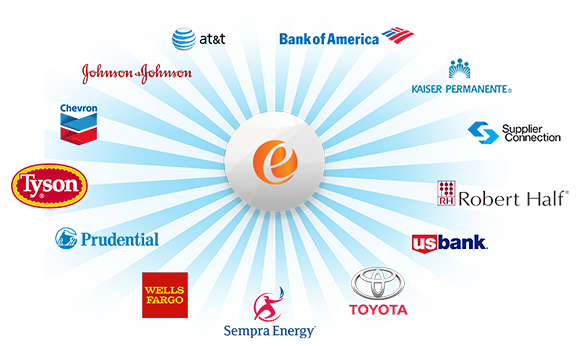 at&t
Bank of America
Johnson & Johnson
KAISER PERMANENTE®
Chevron
Supplier
Connection
Tyson
®
RH
Robert Half®
Prudential
usbank.
WELLS
FARGO
TOYOTA
Sempra Energy®
e